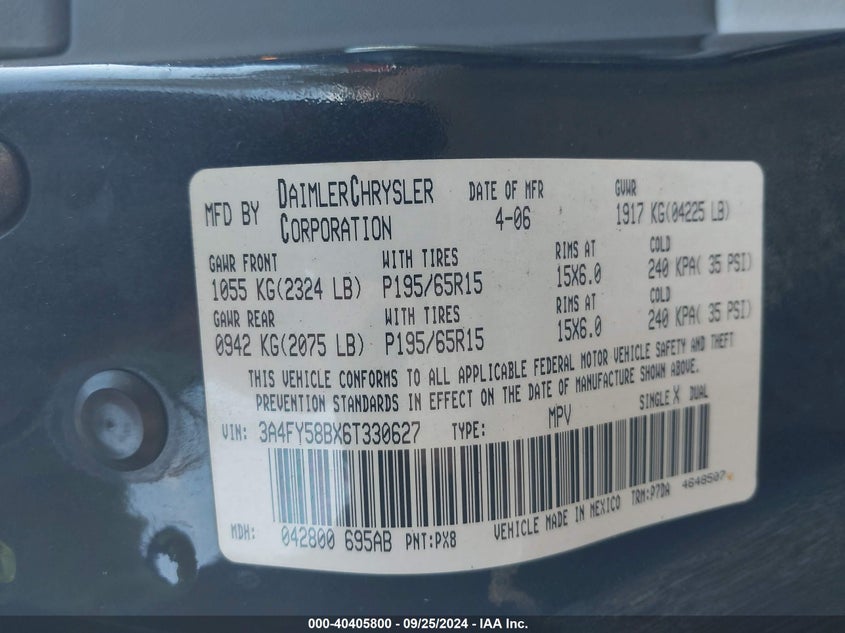 MFD BY DAIMLERCHRYSLER CORPORATION DATE OF MFR 4-06 GVWR 1917 KG(04225 LB)
GAWR FRONT WITH TIRES RIMS AT COLD
1055 KG(2324 LB) P195/65R15 15X6.0 240 KPA( 35 PSI)
GAWR REAR WITH TIRES RIMS AT COLD
0942 KG(2075 LB) P195/65R15 15X6.0 240 KPA( 35 PSI)
THIS VEHICLE CONFORMS TO ALL APPLICABLE FEDERAL MOTOR VEHICLE SAFETY AND THEFT
PREVENTION STANDARDS IN EFFECT ON THE DATE OF MANUFACTURE SHOWN ABOVE.
VIN: 3A4FY58BX6T330627 TYPE: MPV SINGLE X DUAL
MDH: 042800 695AB PNT:PX8 VEHICLE MADE IN MEXICO TRM:P7DA 4648507
000-40405800 - 09/25/2024 - IAA Inc.